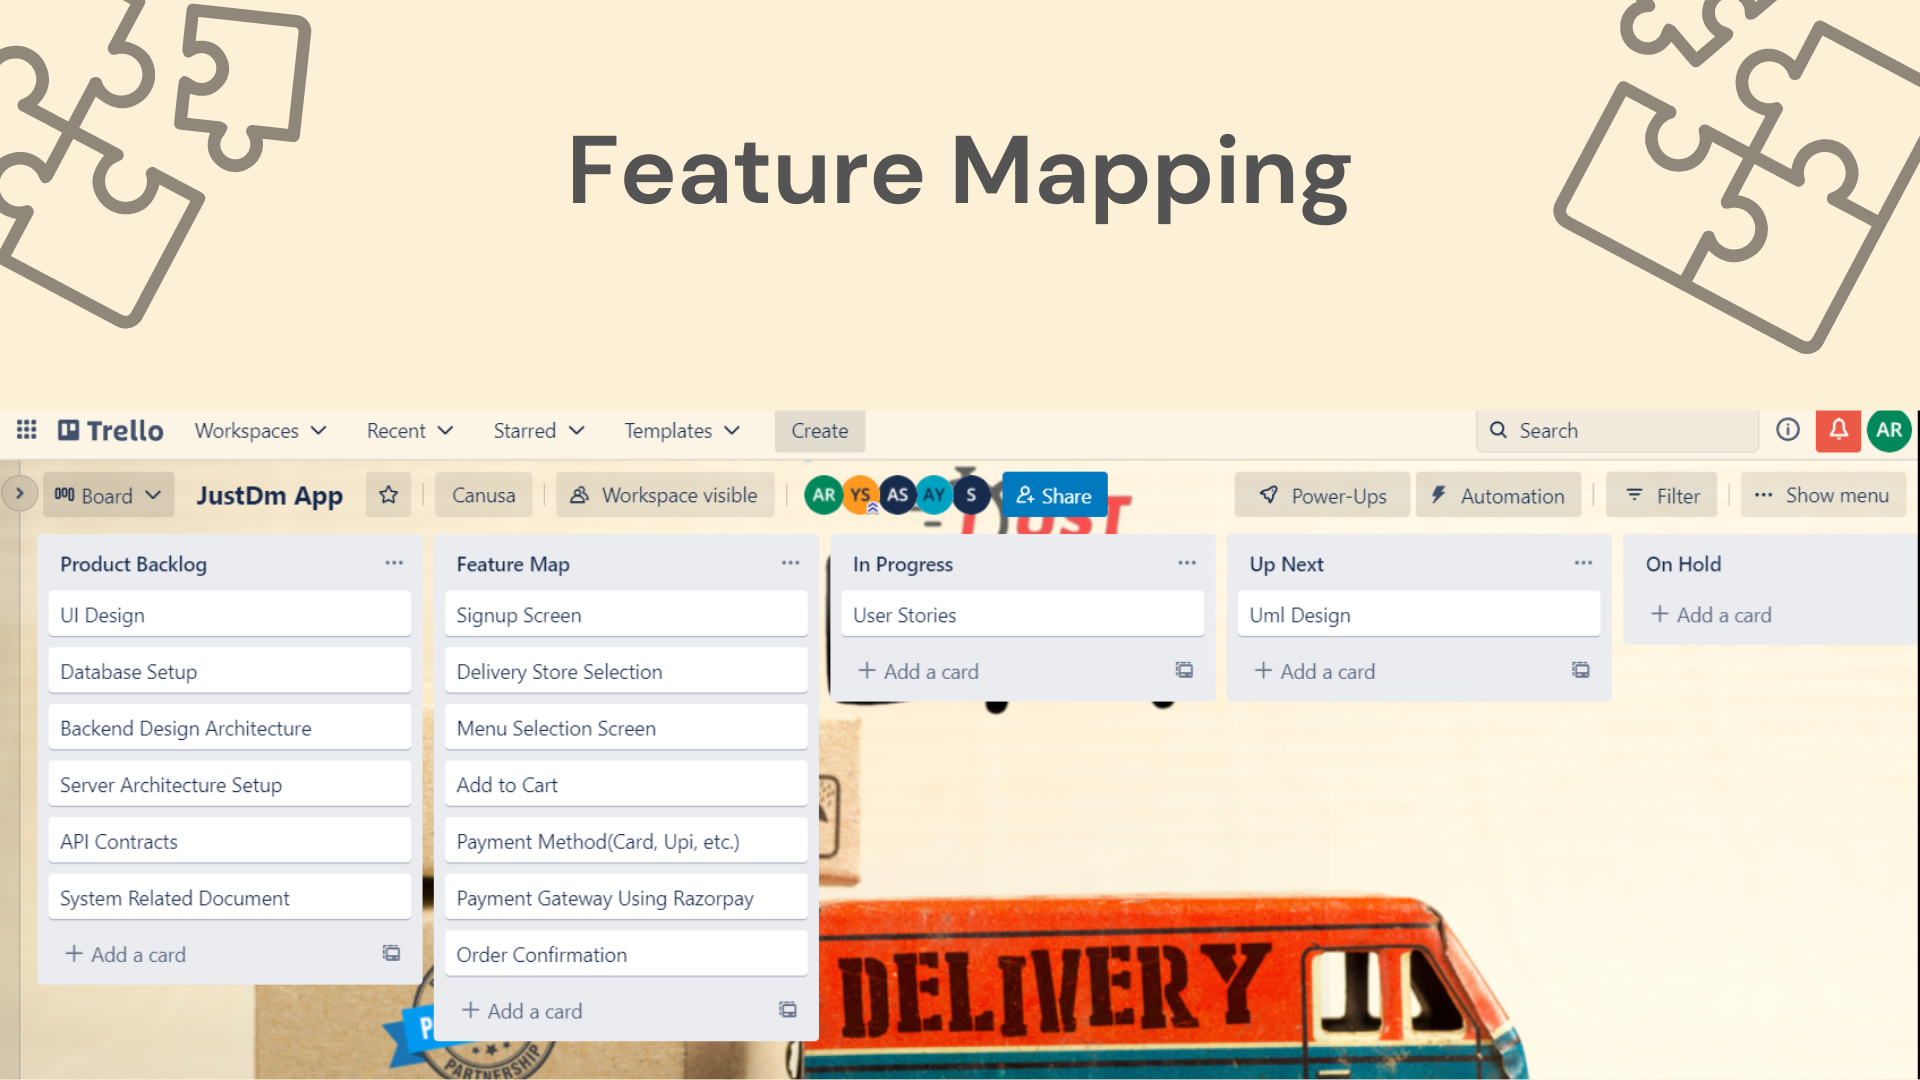 Feature Mapping
Trello Workspaces Recent Starred Templates Create Search AR
Board JustDm App Canusa Workspace visible AR YS AS AY S Share Power-Ups Automation Filter Show menu
UST
Product Backlog
UI Design
Database Setup
Backend Design Architecture
Server Architecture Setup
API Contracts
System Related Document
+ Add a card
Feature Map
Signup Screen
Delivery Store Selection
Menu Selection Screen
Add to Cart
Payment Method(Card, Upi, etc.)
Payment Gateway Using Razorpay
Order Confirmation
+ Add a card
In Progress
User Stories
+ Add a card
Up Next
Uml Design
+ Add a card
On Hold
+ Add a card
DELIVERY
P
PARTNERSHIP